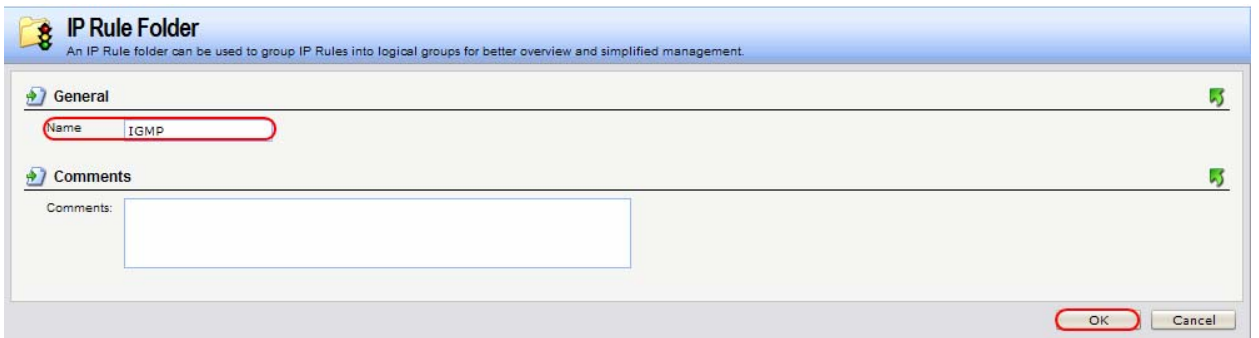 IP Rule Folder
An IP Rule folder can be used to group IP Rules into logical groups for better overview and simplified management.
General
Name IGMP
Comments
Comments:
OK Cancel